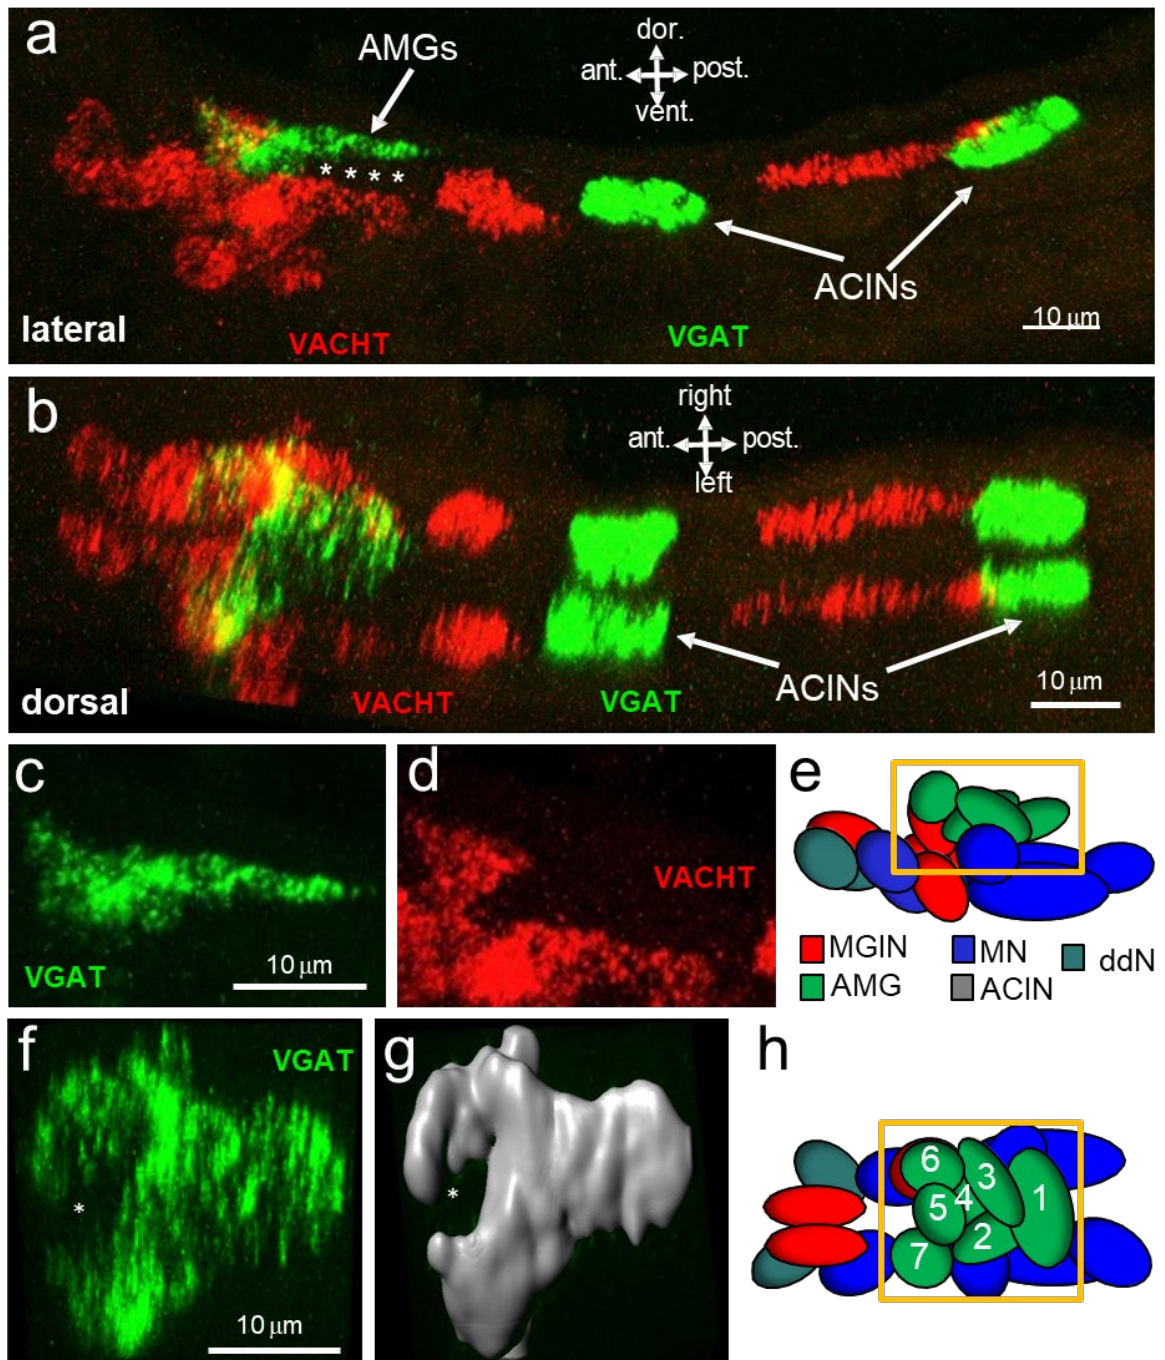 a
AMGs
dor.
ant. post.
vent.
* * * *
ACINs
10 µm
lateral
VACHT
VGAT
b
right
ant. post.
left
ACINs
10 µm
dorsal
VACHT
VGAT
c
VGAT
10 µm
d
VACHT
e
MGIN MN ddN
AMG ACIN
f
VGAT
*
10 µm
g
*
h
6 3
5 4 1
2
7